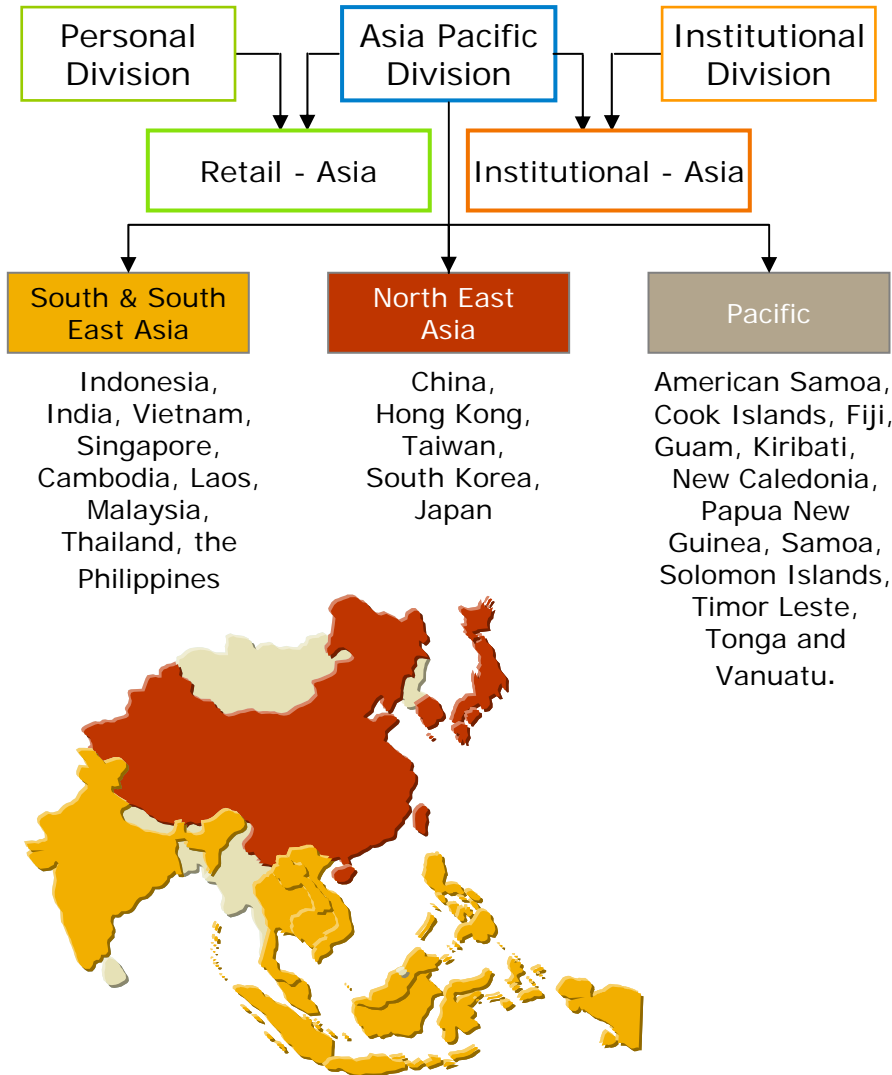 Personal
Division
Asia Pacific
Division
Institutional
Division
Retail - Asia
Institutional - Asia
South & South
East Asia
North East
Asia
Pacific
Indonesia,
India, Vietnam,
Singapore,
Cambodia, Laos,
Malaysia,
Thailand, the
Philippines
China,
Hong Kong,
Taiwan,
South Korea,
Japan
American Samoa,
Cook Islands, Fiji,
Guam, Kiribati,
New Caledonia,
Papua New
Guinea, Samoa,
Solomon Islands,
Timor Leste,
Tonga and
Vanuatu.